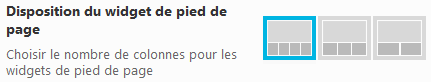 Disposition du widget de pied de
page
Choisir le nombre de colonnes pour les
widgets de pied de page